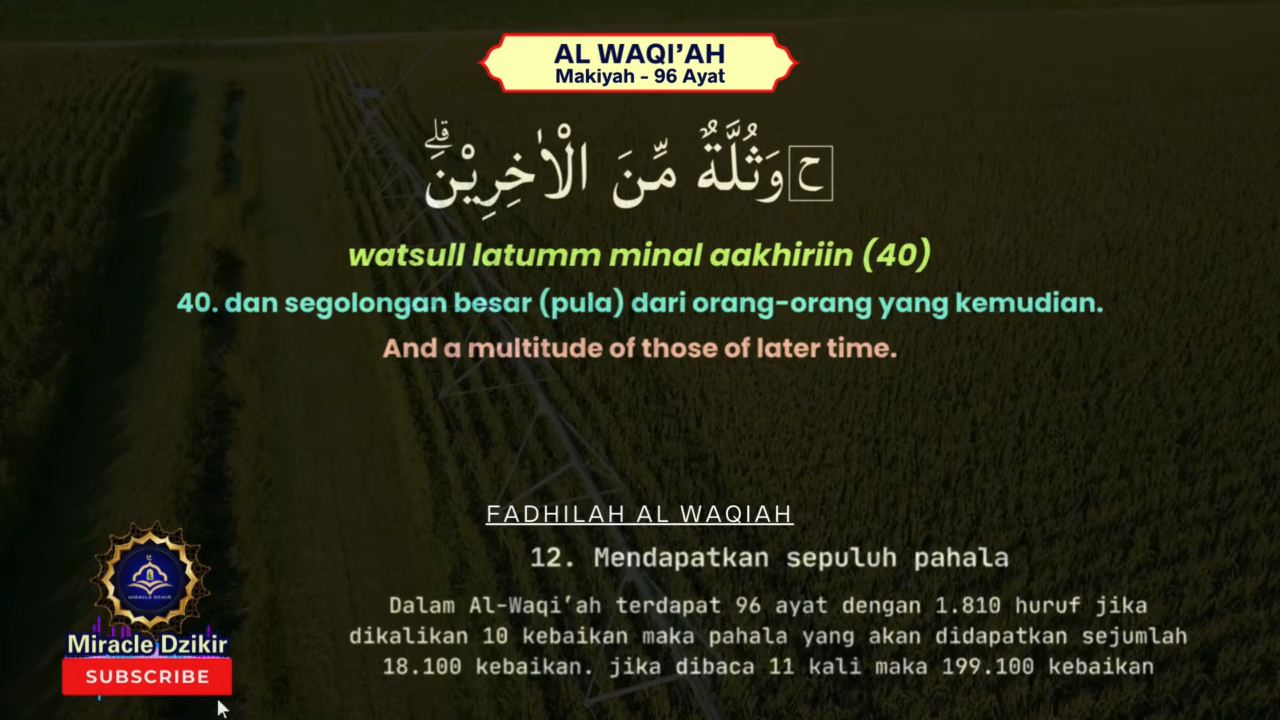 AL WAQI’AH
Makiyah - 96 Ayat
ح وَثُلَّةٌ مِّنَ الْاٰخِرِيْنَۗ
watsull latumm minal aakhiriin (40)
40. dan segolongan besar (pula) dari orang-orang yang kemudian.
And a multitude of those of later time.
FADHILAH AL WAQIAH
12. Mendapatkan sepuluh pahala
Dalam Al-Waqi’ah terdapat 96 ayat dengan 1.810 huruf jika
dikalikan 10 kebaikan maka pahala yang akan didapatkan sejumlah
18.100 kebaikan. jika dibaca 11 kali maka 199.100 kebaikan
MIRACLE DZIKIR
Miracle Dzikir
SUBSCRIBE